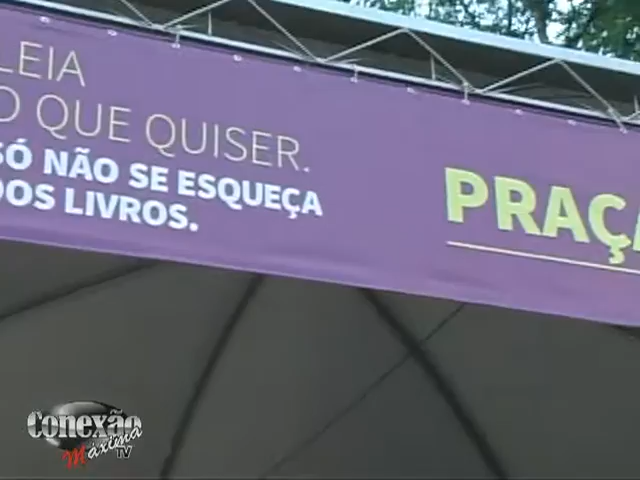 LEIA
O QUE QUISER.
SÓ NÃO SE ESQUEÇA
DOS LIVROS.
PRAÇA
Conexão
Máxima
TV